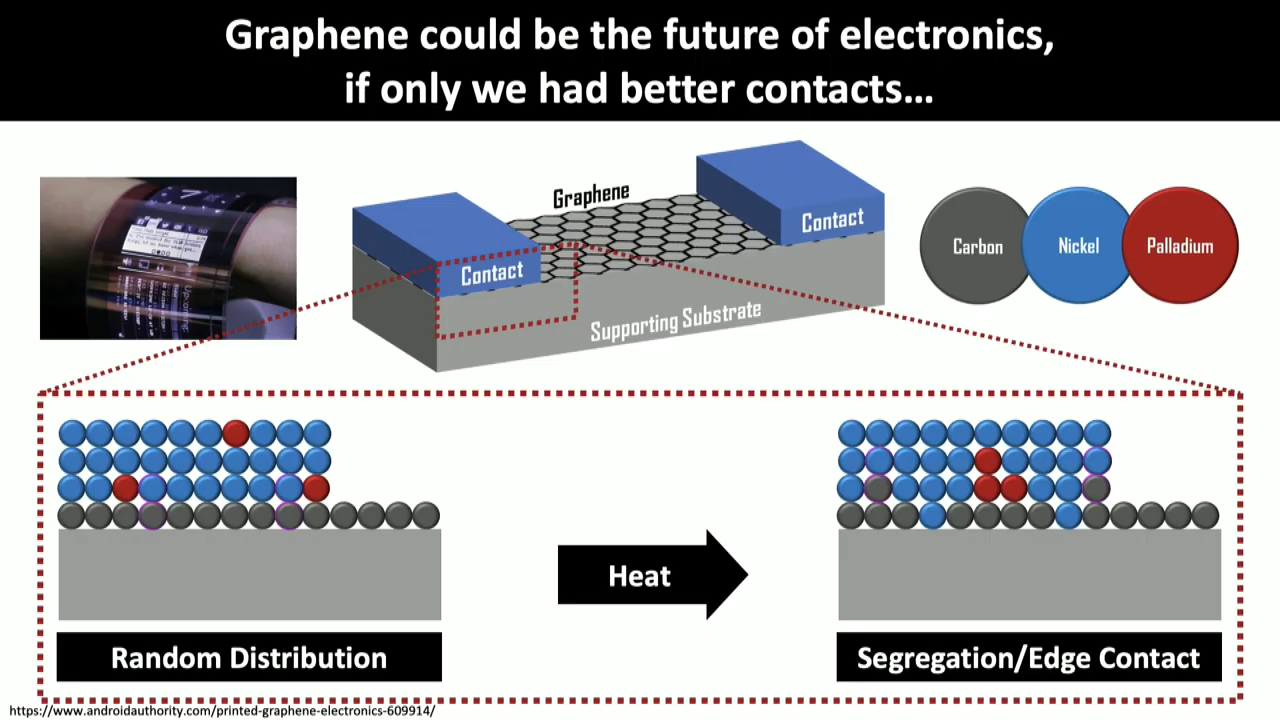 Graphene could be the future of electronics,
if only we had better contacts…
Graphene
Contact
Contact
Supporting Substrate
Carbon
Nickel
Palladium
Heat
Random Distribution
Segregation/Edge Contact
https://www.androidauthority.com/printed-graphene-electronics-609914/